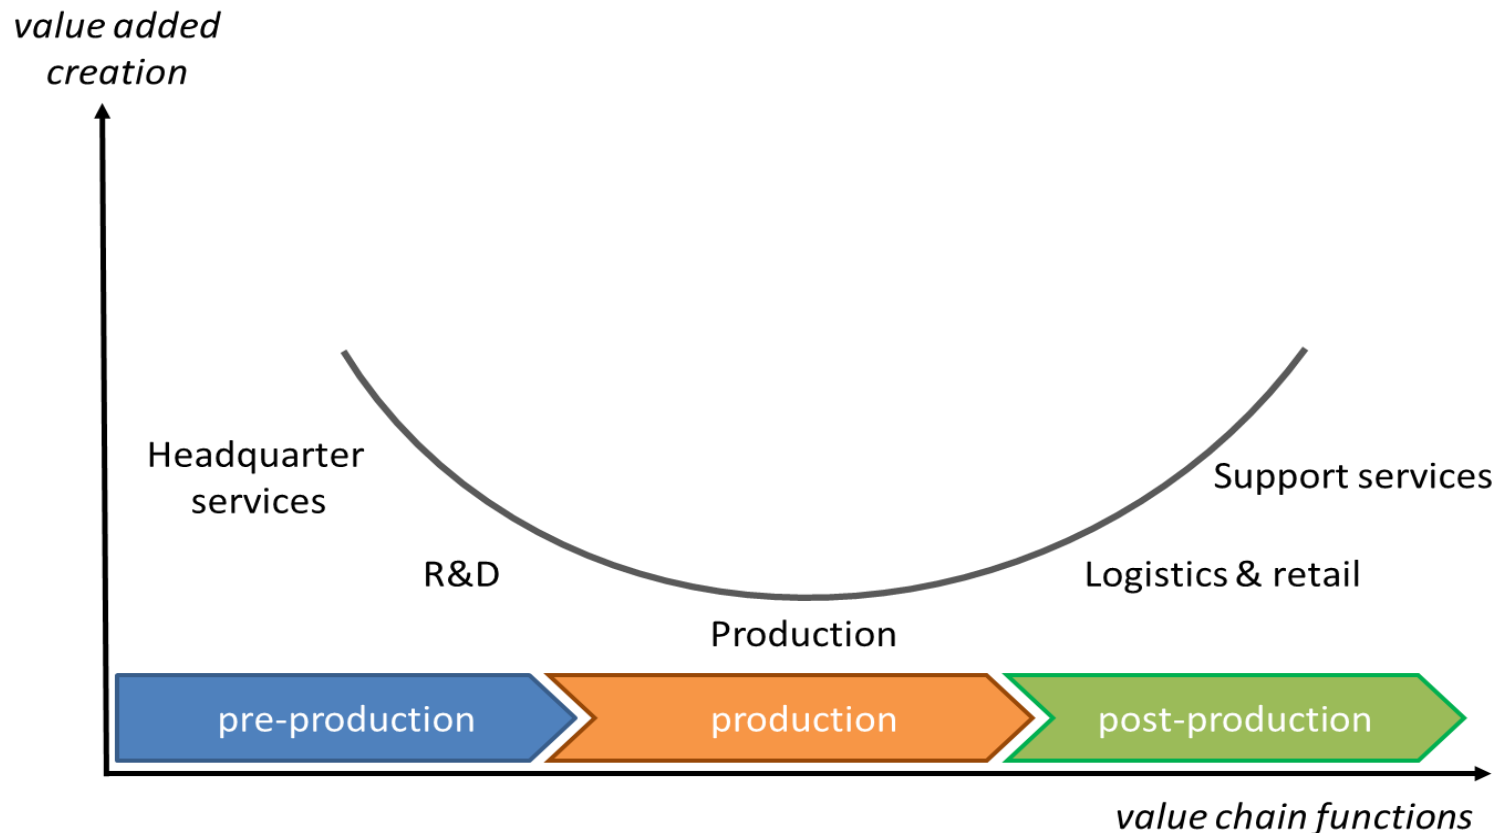 value added
creation
Headquarter
services
Support services
R&D
Logistics & retail
Production
pre-production
production
post-production
value chain functions